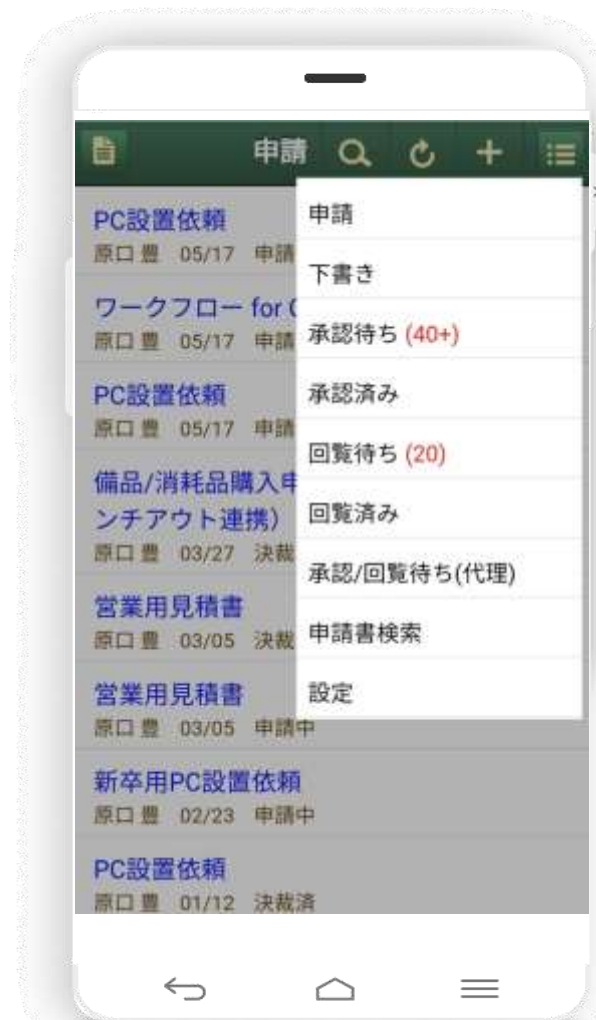 申請
PC設置依頼
原口 豊 05/17 申請
ワークフロー for
原口 豊 05/17 申請
PC設置依頼
原口 豊 05/17 申請
備品/消耗品購入申
ンチアウト連携）
原口 豊 03/27 決裁
営業用見積書
原口 豊 03/05 決裁
営業用見積書
原口 豊 03/05 申請中
新卒用PC設置依頼
原口 豊 02/23 申請中
PC設置依頼
原口 豊 01/12 決裁済
申請
下書き
承認待ち (40+)
承認済み
回覧待ち (20)
回覧済み
承認/回覧待ち(代理)
申請書検索
設定